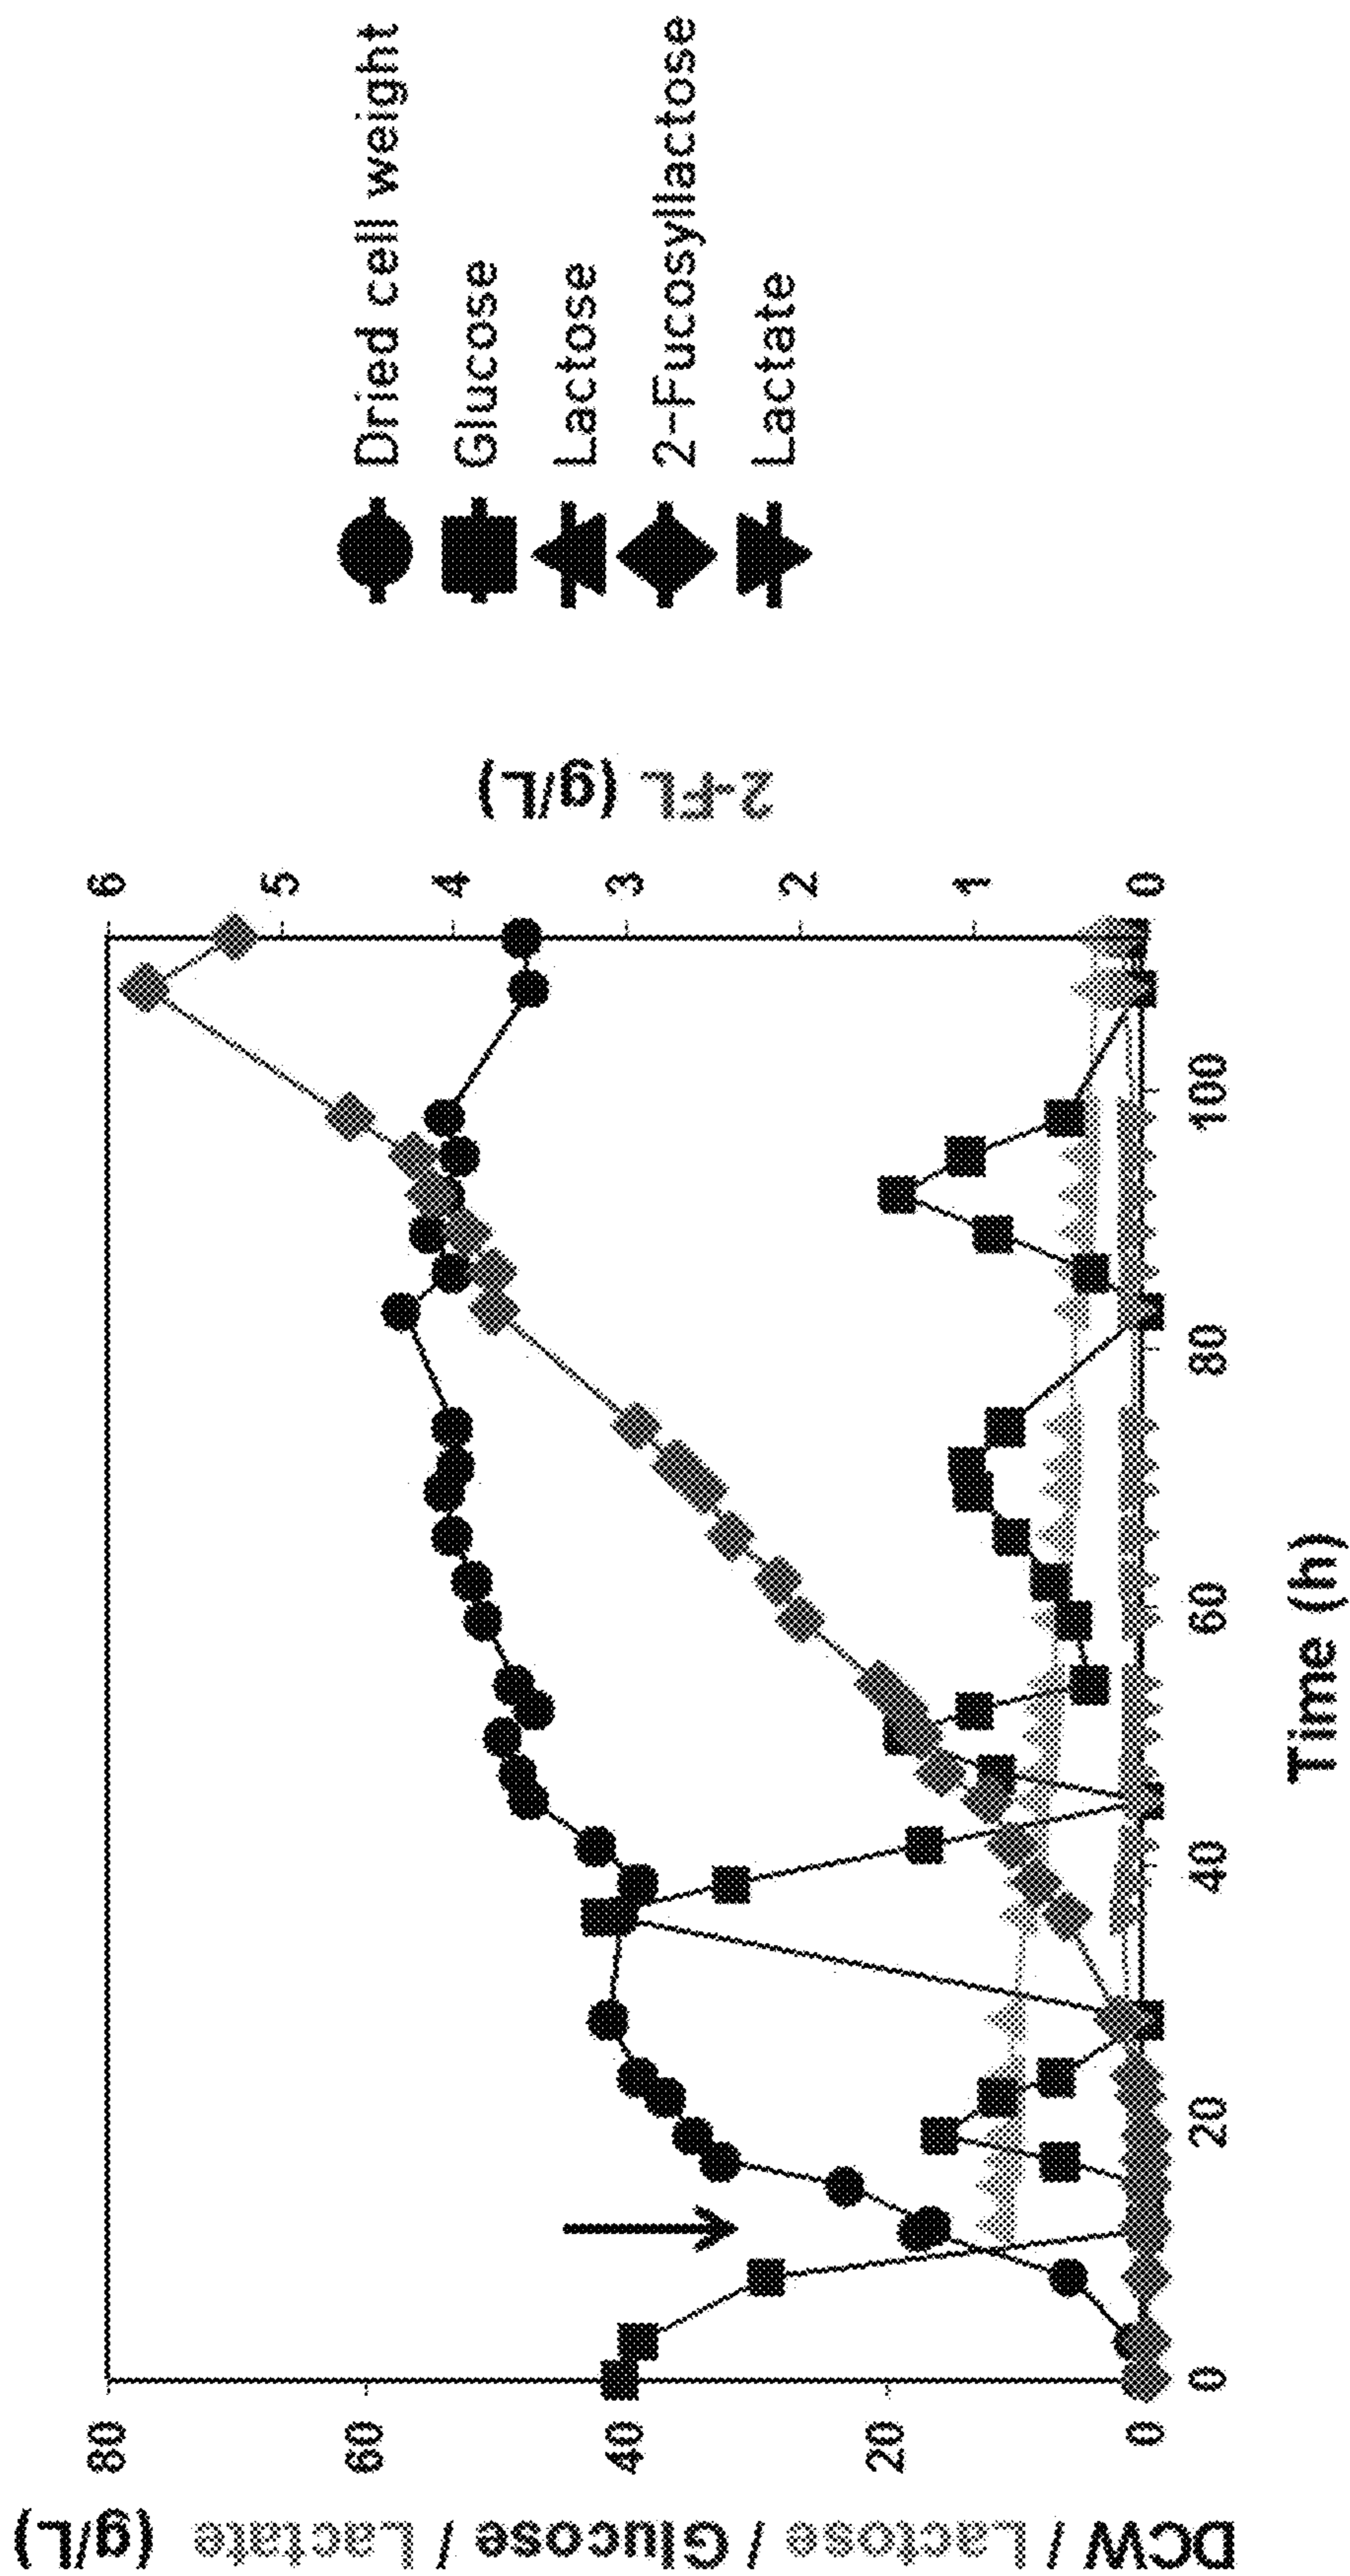 DCW / Lactose / Glucose / Lactate (g/L)
80
60
40
20
0
6
5
4
3
2
1
0
2-FL (g/L)
0
20
40
60
80
100
Time (h)
Dried cell weight
Glucose
Lactose
2-Fucosyllactose
Lactate